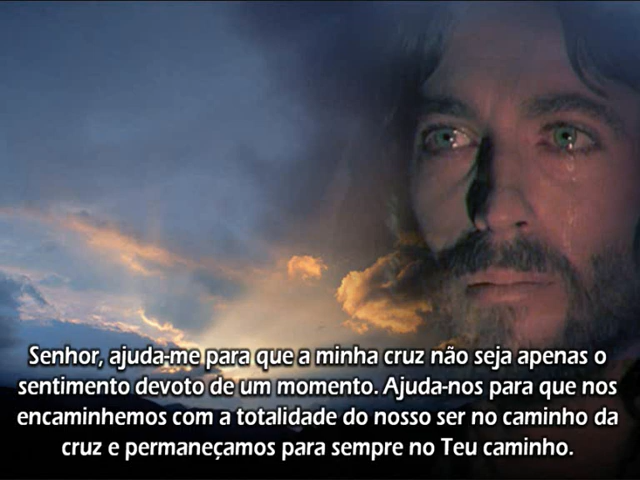 Senhor, ajuda-me para que a minha cruz não seja apenas o
sentimento devoto de um momento. Ajuda-nos para que nos
encaminhemos com a totalidade do nosso ser no caminho da
cruz e permaneçamos para sempre no Teu caminho.